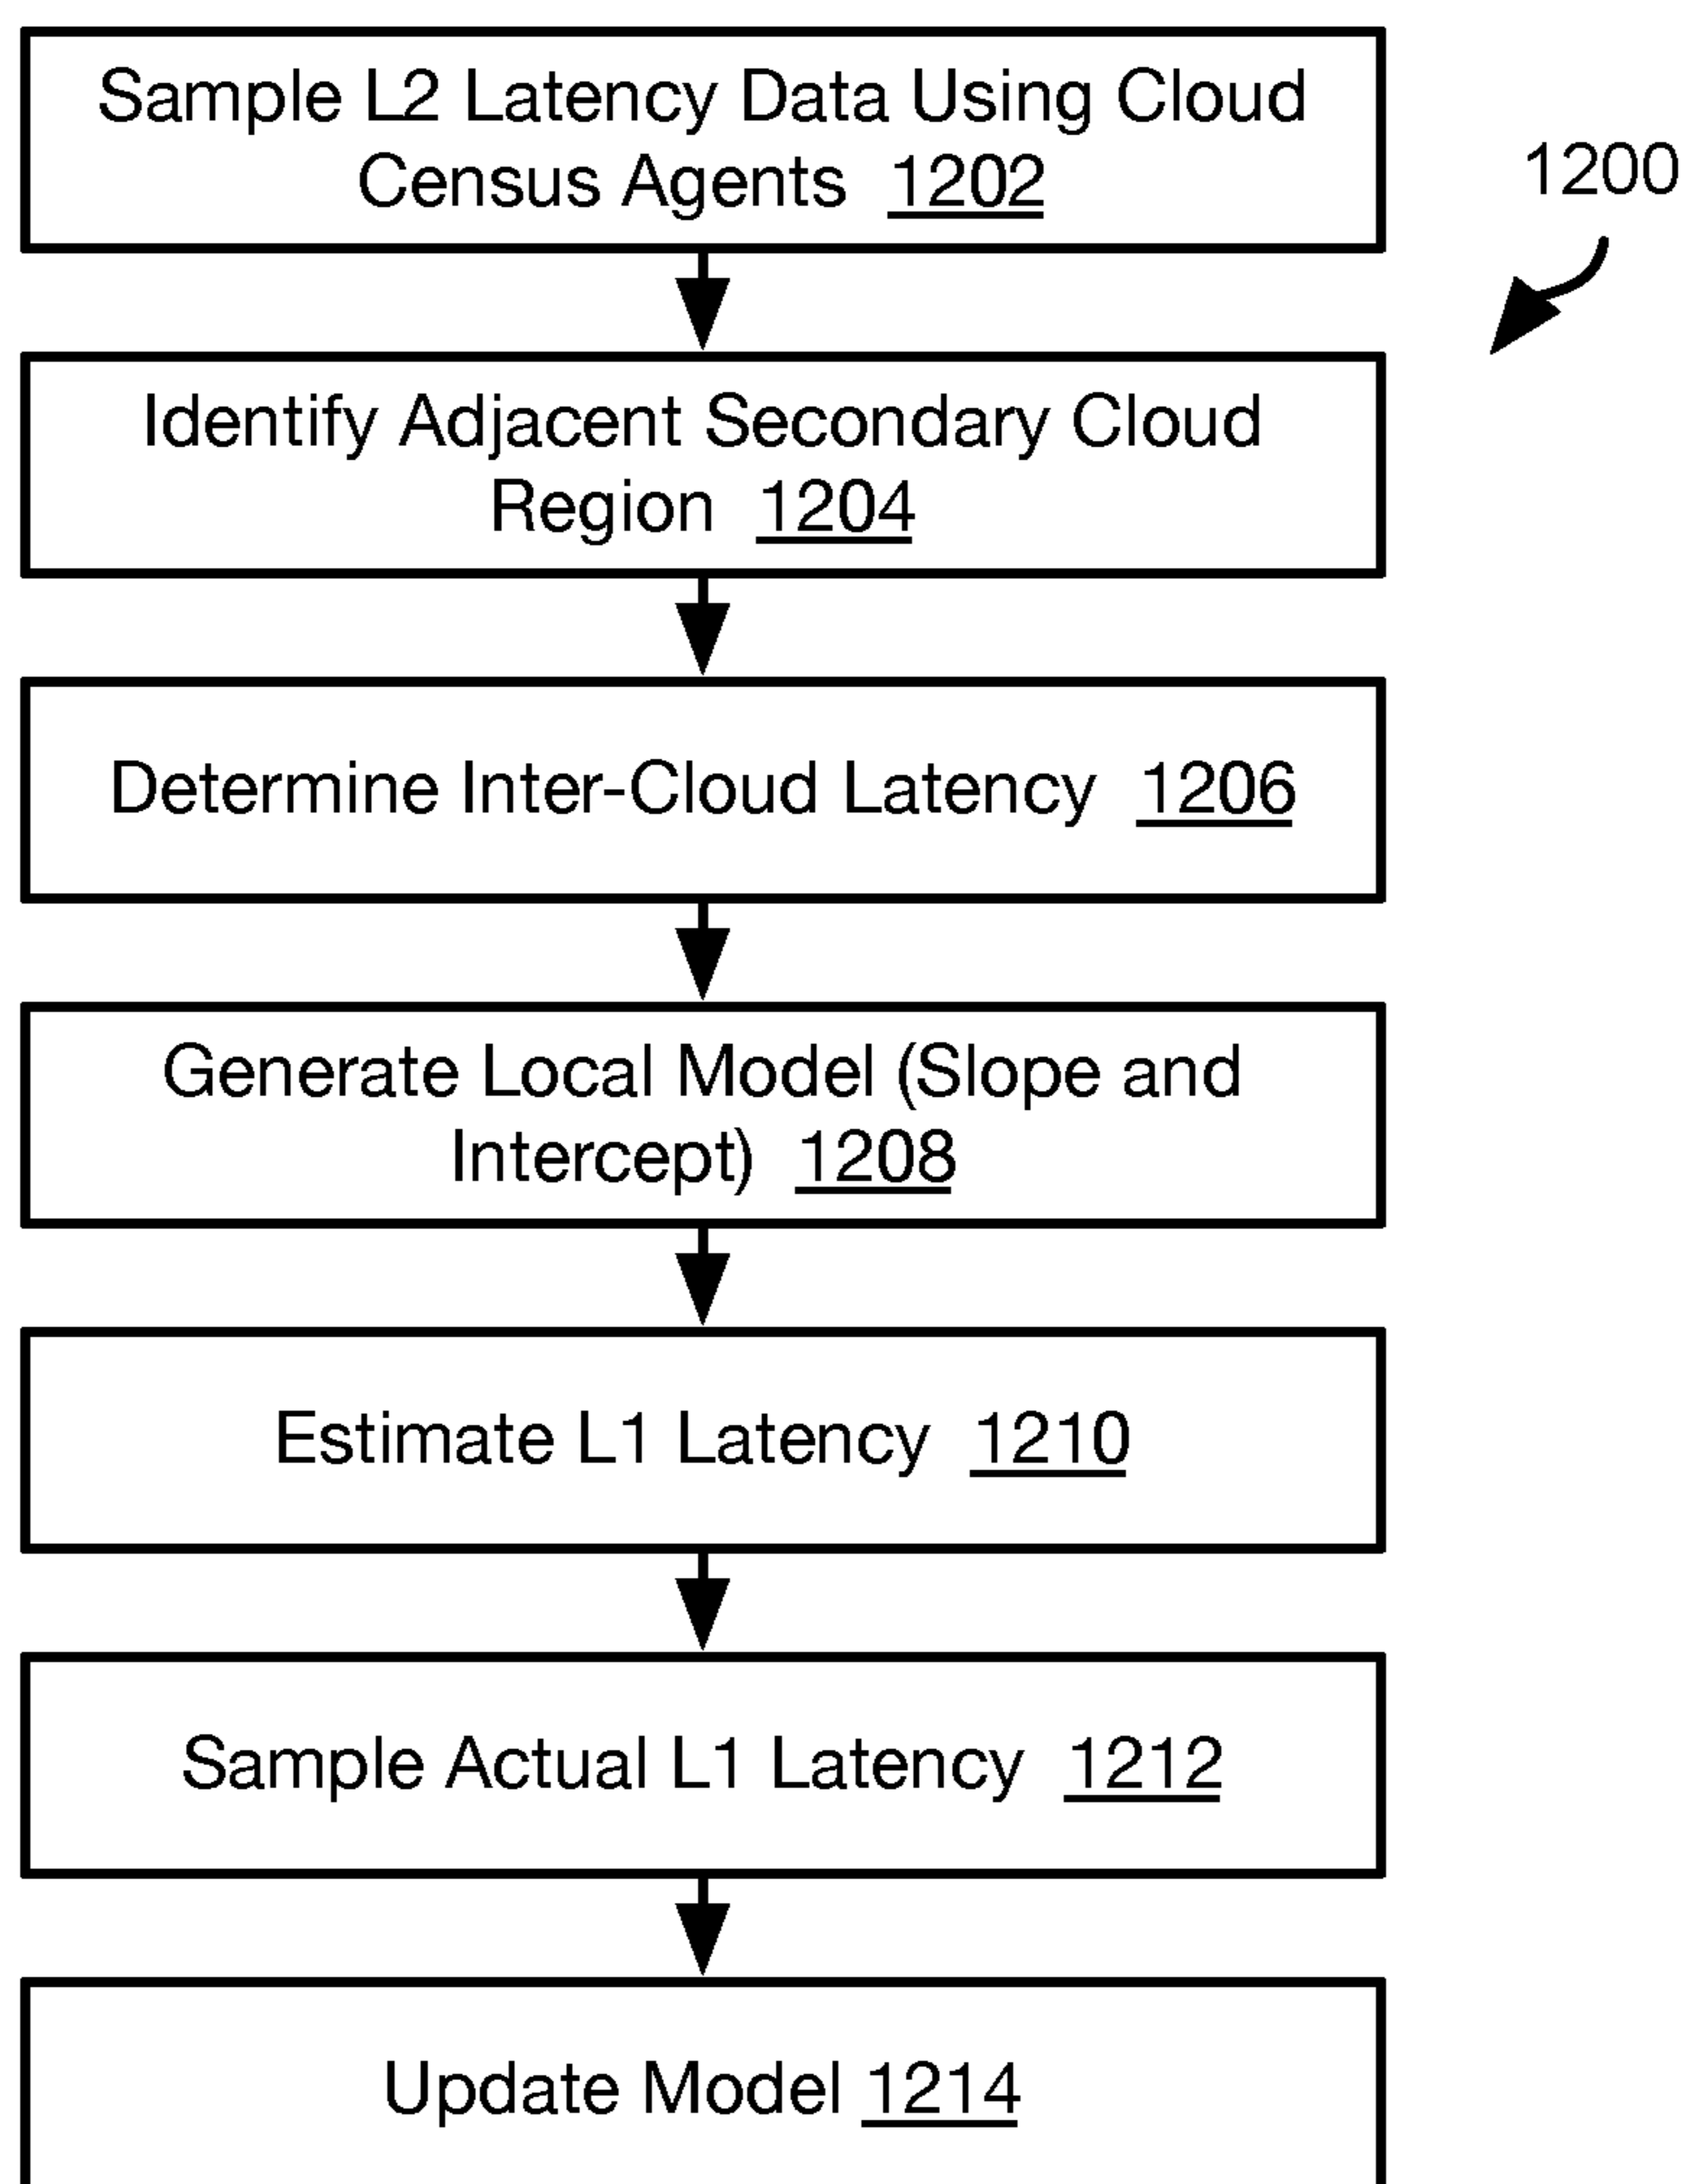 Sample L2 Latency Data Using Cloud
Census Agents 1202
1200
Identify Adjacent Secondary Cloud
Region 1204
Determine Inter-Cloud Latency 1206
Generate Local Model (Slope and
Intercept) 1208
Estimate L1 Latency 1210
Sample Actual L1 Latency 1212
Update Model 1214